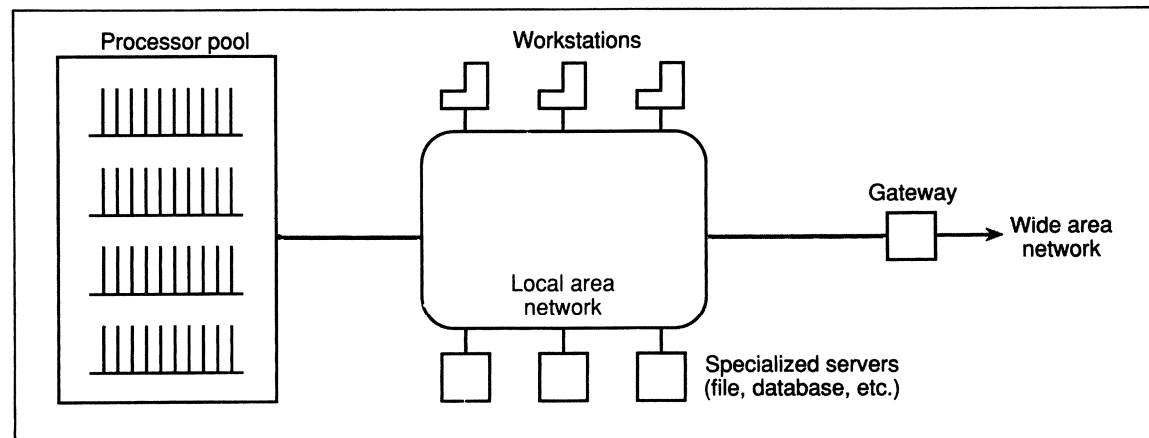 Processor pool
Workstations
Gateway
Wide area
network
Local area
network
Specialized servers
(file, database, etc.)